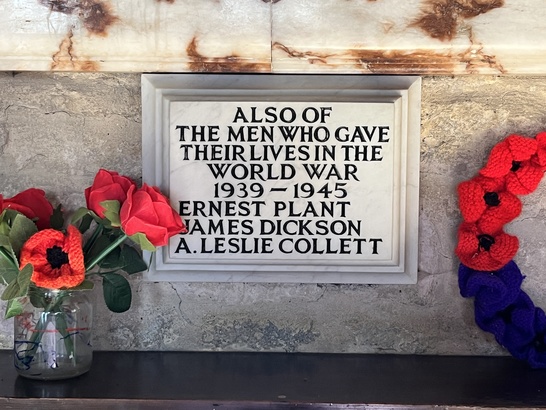 ALSO OF
THE MEN WHO GAVE
THEIR LIVES IN THE
WORLD WAR
1939 – 1945
ERNEST PLANT
JAMES DICKSON
A. LESLIE COLLETT